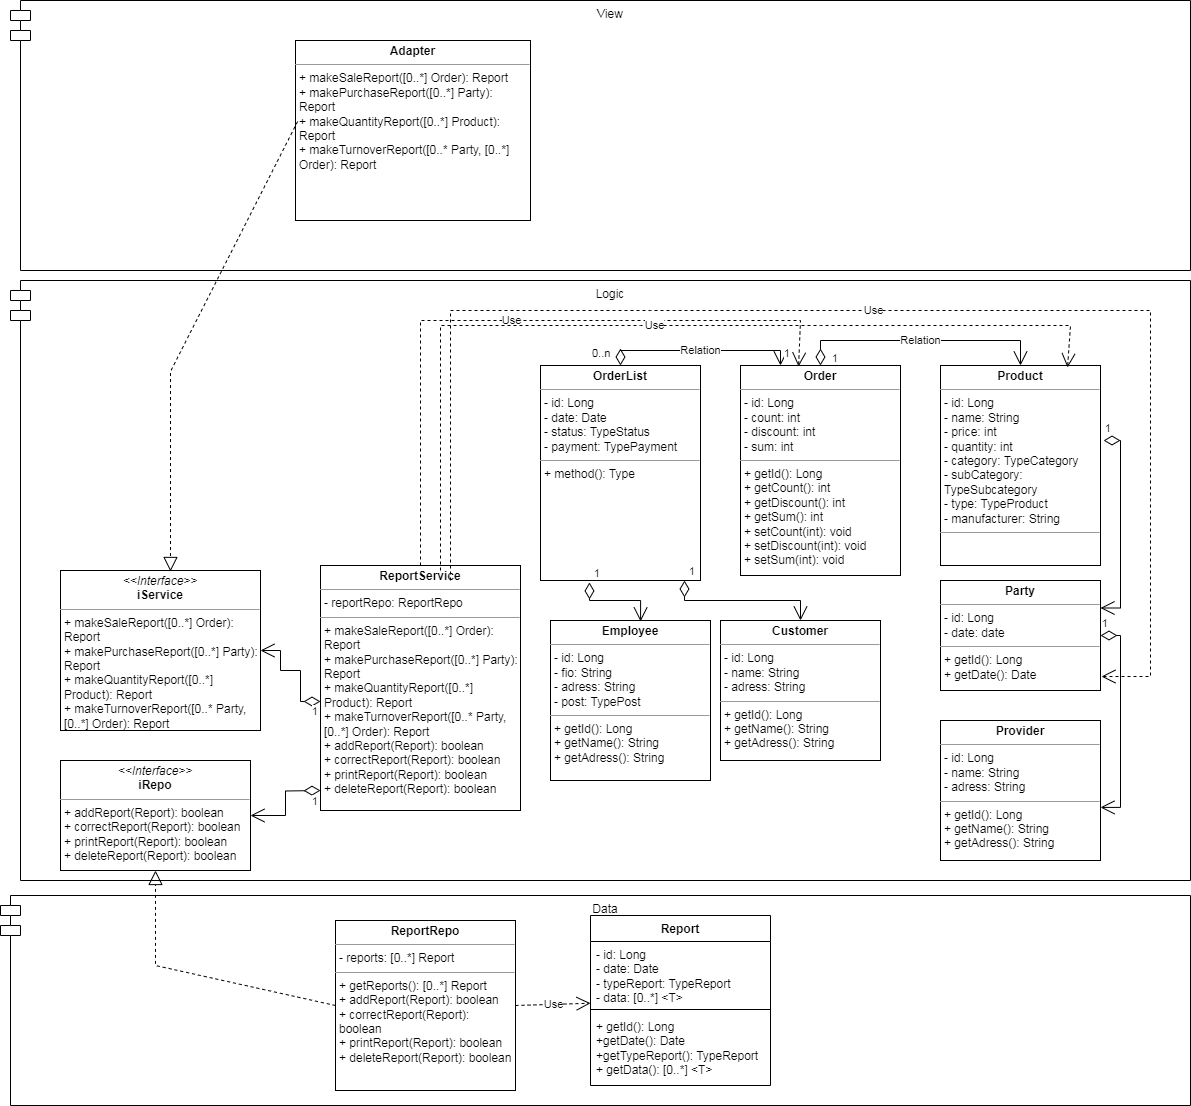 View
Adapter
+ makeSaleReport([0..*] Order): Report
+ makePurchaseReport([0..*] Party):
Report
+ makeQuantityReport([0..*] Product):
Report
+ makeTurnoverReport([0..* Party, [0..*]
Order): Report
Logic
Use
Use
Use
0..n
Relation
1
1
Relation
OrderList
- id: Long
- date: Date
- status: TypeStatus
- payment: TypePayment
+ method(): Type
1
1
Order
- id: Long
- count: int
- discount: int
- sum: int
+ getId(): Long
+ getCount(): int
+ getDiscount(): int
+ getSum(): int
+ setCount(int): void
+ setDiscount(int): void
+ setSum(int): void
Product
- id: Long
- name: String
- price: int
- quantity: int
- category: TypeCategory
- subCategory:
TypeSubcategory
- type: TypeProduct
- manufacturer: String
1
Party
- id: Long
- date: date
+ getId(): Long
+ getDate(): Date
1
<<Interface>>
iService
+ makeSaleReport([0..*] Order):
Report
+ makePurchaseReport([0..*] Party):
Report
+ makeQuantityReport([0..*]
Product): Report
+ makeTurnoverReport([0..* Party,
[0..*] Order): Report
ReportService
- reportRepo: ReportRepo
+ makeSaleReport([0..*] Order):
Report
+ makePurchaseReport([0..*] Party):
Report
+ makeQuantityReport([0..*]
Product): Report
+ makeTurnoverReport([0..* Party,
[0..*] Order): Report
+ addReport(Report): boolean
+ correctReport(Report): boolean
+ printReport(Report): boolean
+ deleteReport(Report): boolean
1
1
Employee
- id: Long
- fio: String
- adress: String
- post: TypePost
+ getId(): Long
+ getName(): String
+ getAdress(): String
Customer
- id: Long
- name: String
- adress: String
+ getId(): Long
+ getName(): String
+ getAdress(): String
Provider
- id: Long
- name: String
- adress: String
+ getId(): Long
+ getName(): String
+ getAdress(): String
<<Interface>>
iRepo
+ addReport(Report): boolean
+ correctReport(Report): boolean
+ printReport(Report): boolean
+ deleteReport(Report): boolean
Data
ReportRepo
- reports: [0..*] Report
+ getReports(): [0..*] Report
+ addReport(Report): boolean
+ correctReport(Report):
boolean
+ printReport(Report): boolean
+ deleteReport(Report): boolean
Use
Report
- id: Long
- date: Date
- typeReport: TypeReport
- data: [0..*] <T>
+ getId(): Long
+getDate(): Date
+getTypeReport(): TypeReport
+ getData(): [0..*] <T>